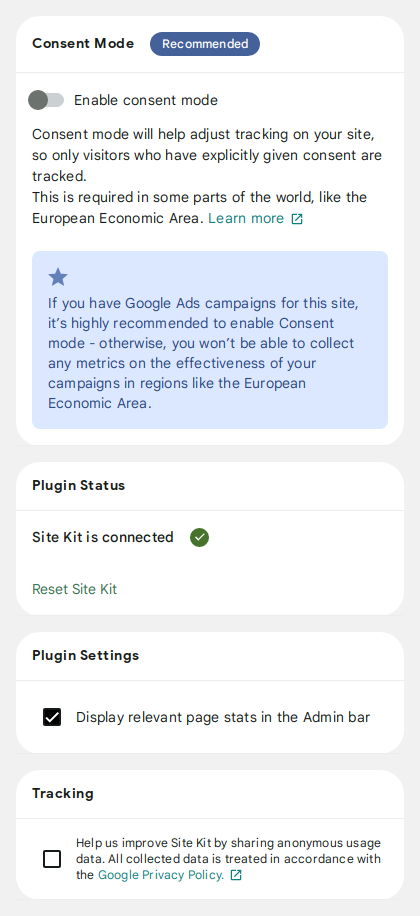 Consent Mode Recommended
Enable consent mode
Consent mode will help adjust tracking on your site,
so only visitors who have explicitly given consent are
tracked.
This is required in some parts of the world, like the
European Economic Area. Learn more
If you have Google Ads campaigns for this site,
it’s highly recommended to enable Consent
mode - otherwise, you won’t be able to collect
any metrics on the effectiveness of your
campaigns in regions like the European
Economic Area.
Plugin Status
Site Kit is connected
Reset Site Kit
Plugin Settings
Display relevant page stats in the Admin bar
Tracking
Help us improve Site Kit by sharing anonymous usage
data. All collected data is treated in accordance with
the Google Privacy Policy.